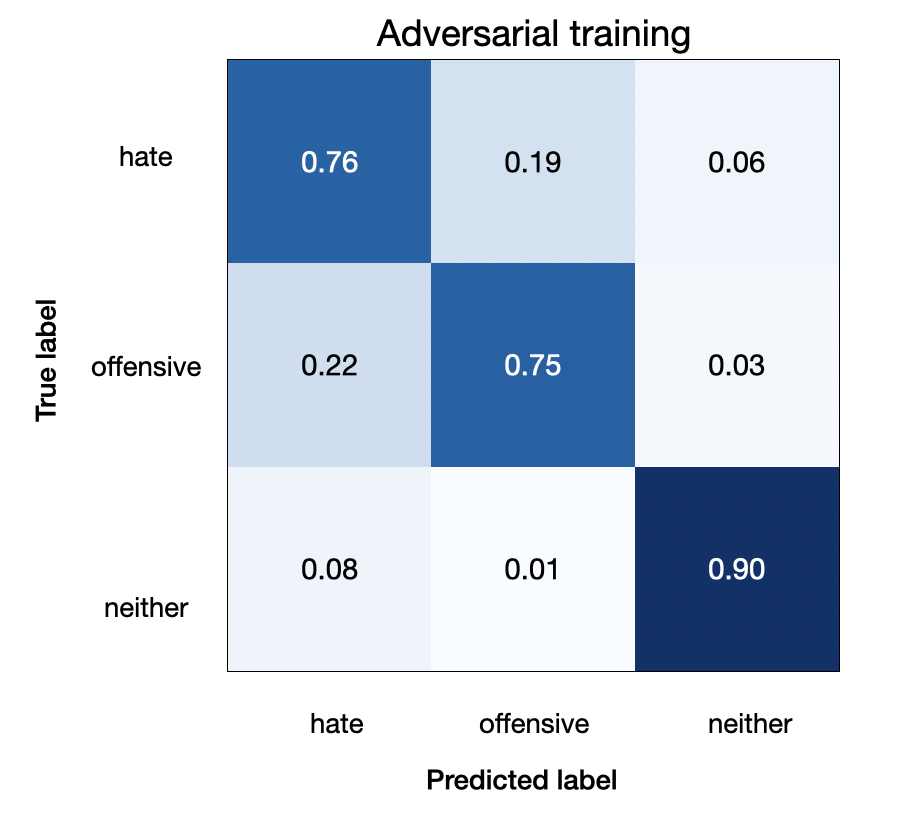 Adversarial training
hate
0.76 0.19 0.06
True label
offensive
0.22 0.75 0.03
neither
0.08 0.01 0.90
hate offensive neither
Predicted label